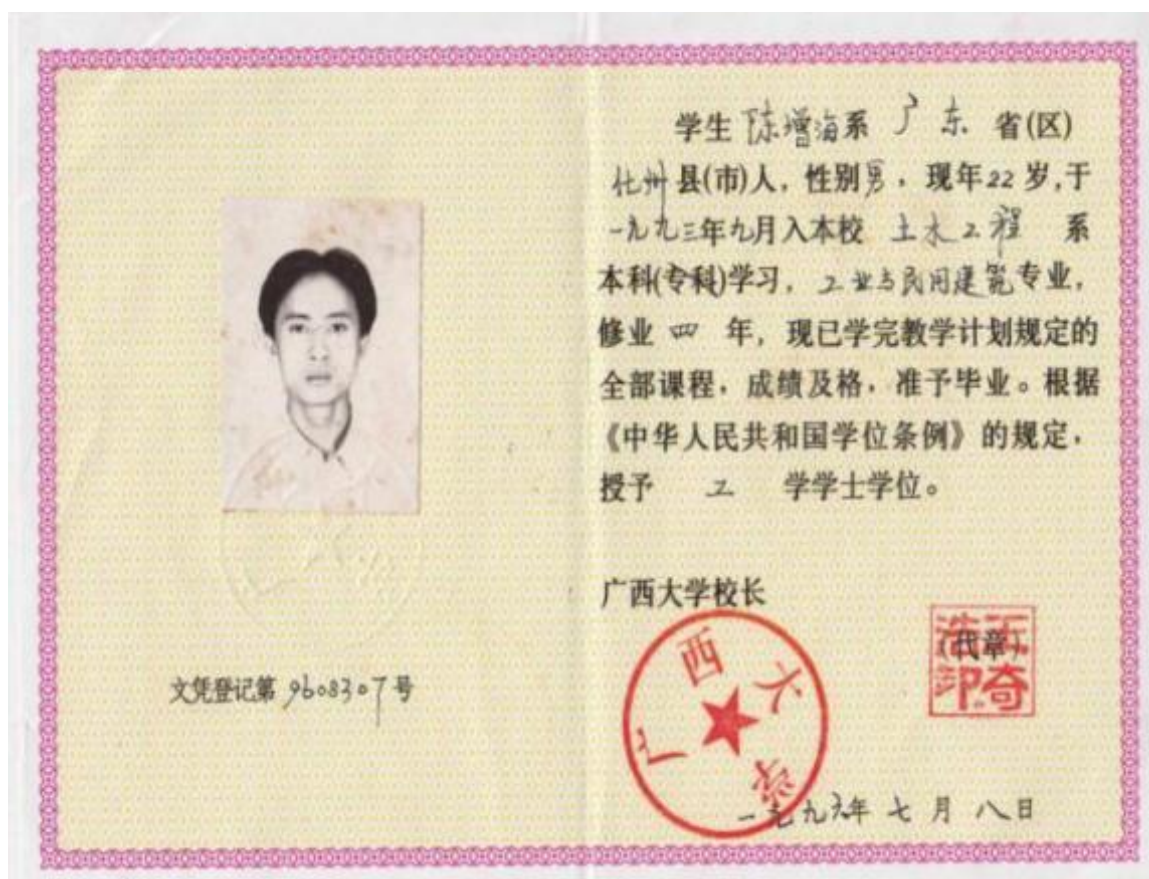 学生 陈增海系 广东 省(区)
化州县(市)人，性别男，现年22岁,于
一九九三年九月入本校 土木工程 系
本科(专科)学习，工业与民用建筑专业，
修业 四 年，现已学完教学计划规定的
全部课程，成绩及格，准予毕业。根据
《中华人民共和国学位条例》的规定，
授予 工 学学士学位。
广西大学校长
(代章)
王奇浩印
广西大学
一九九六年七月八日
文凭登记第9608307号